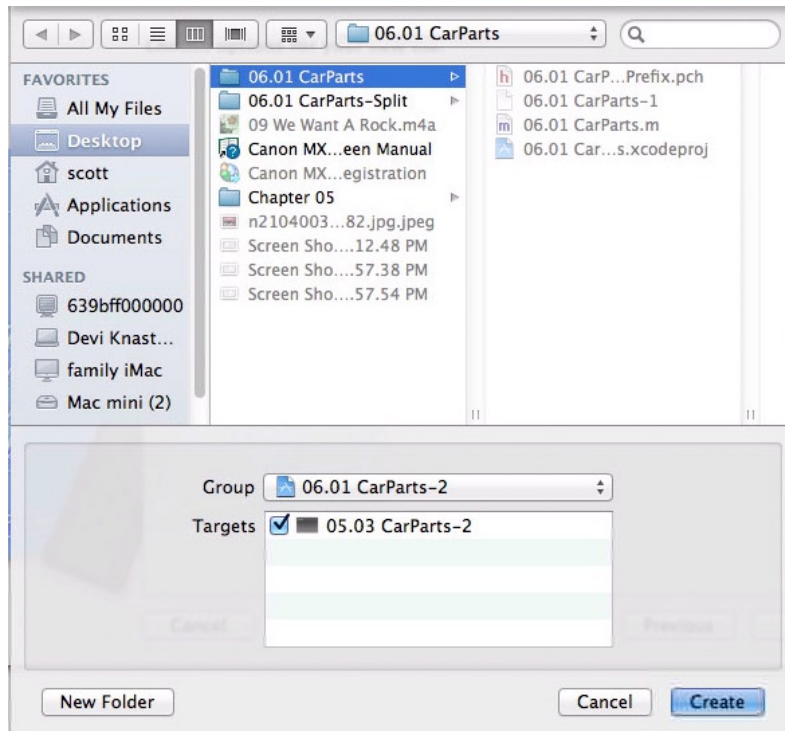 06.01 CarParts
FAVORITES
All My Files
Desktop
scott
Applications
Documents
SHARED
639bff000000
Devi Knast...
family iMac
Mac mini (2)
06.01 CarParts
06.01 CarParts-Split
09 We Want A Rock.m4a
Canon MX...een Manual
Canon MX...egistration
Chapter 05
n2104003...82.jpg.jpeg
Screen Sho....12.48 PM
Screen Sho....57.38 PM
Screen Sho....57.54 PM
h 06.01 CarP...Prefix.pch
06.01 CarParts-1
m 06.01 CarParts.m
06.01 Car...s.xcodeproj
Group 06.01 CarParts-2
Targets 05.03 CarParts-2
Cancel Previous
New Folder Cancel Create